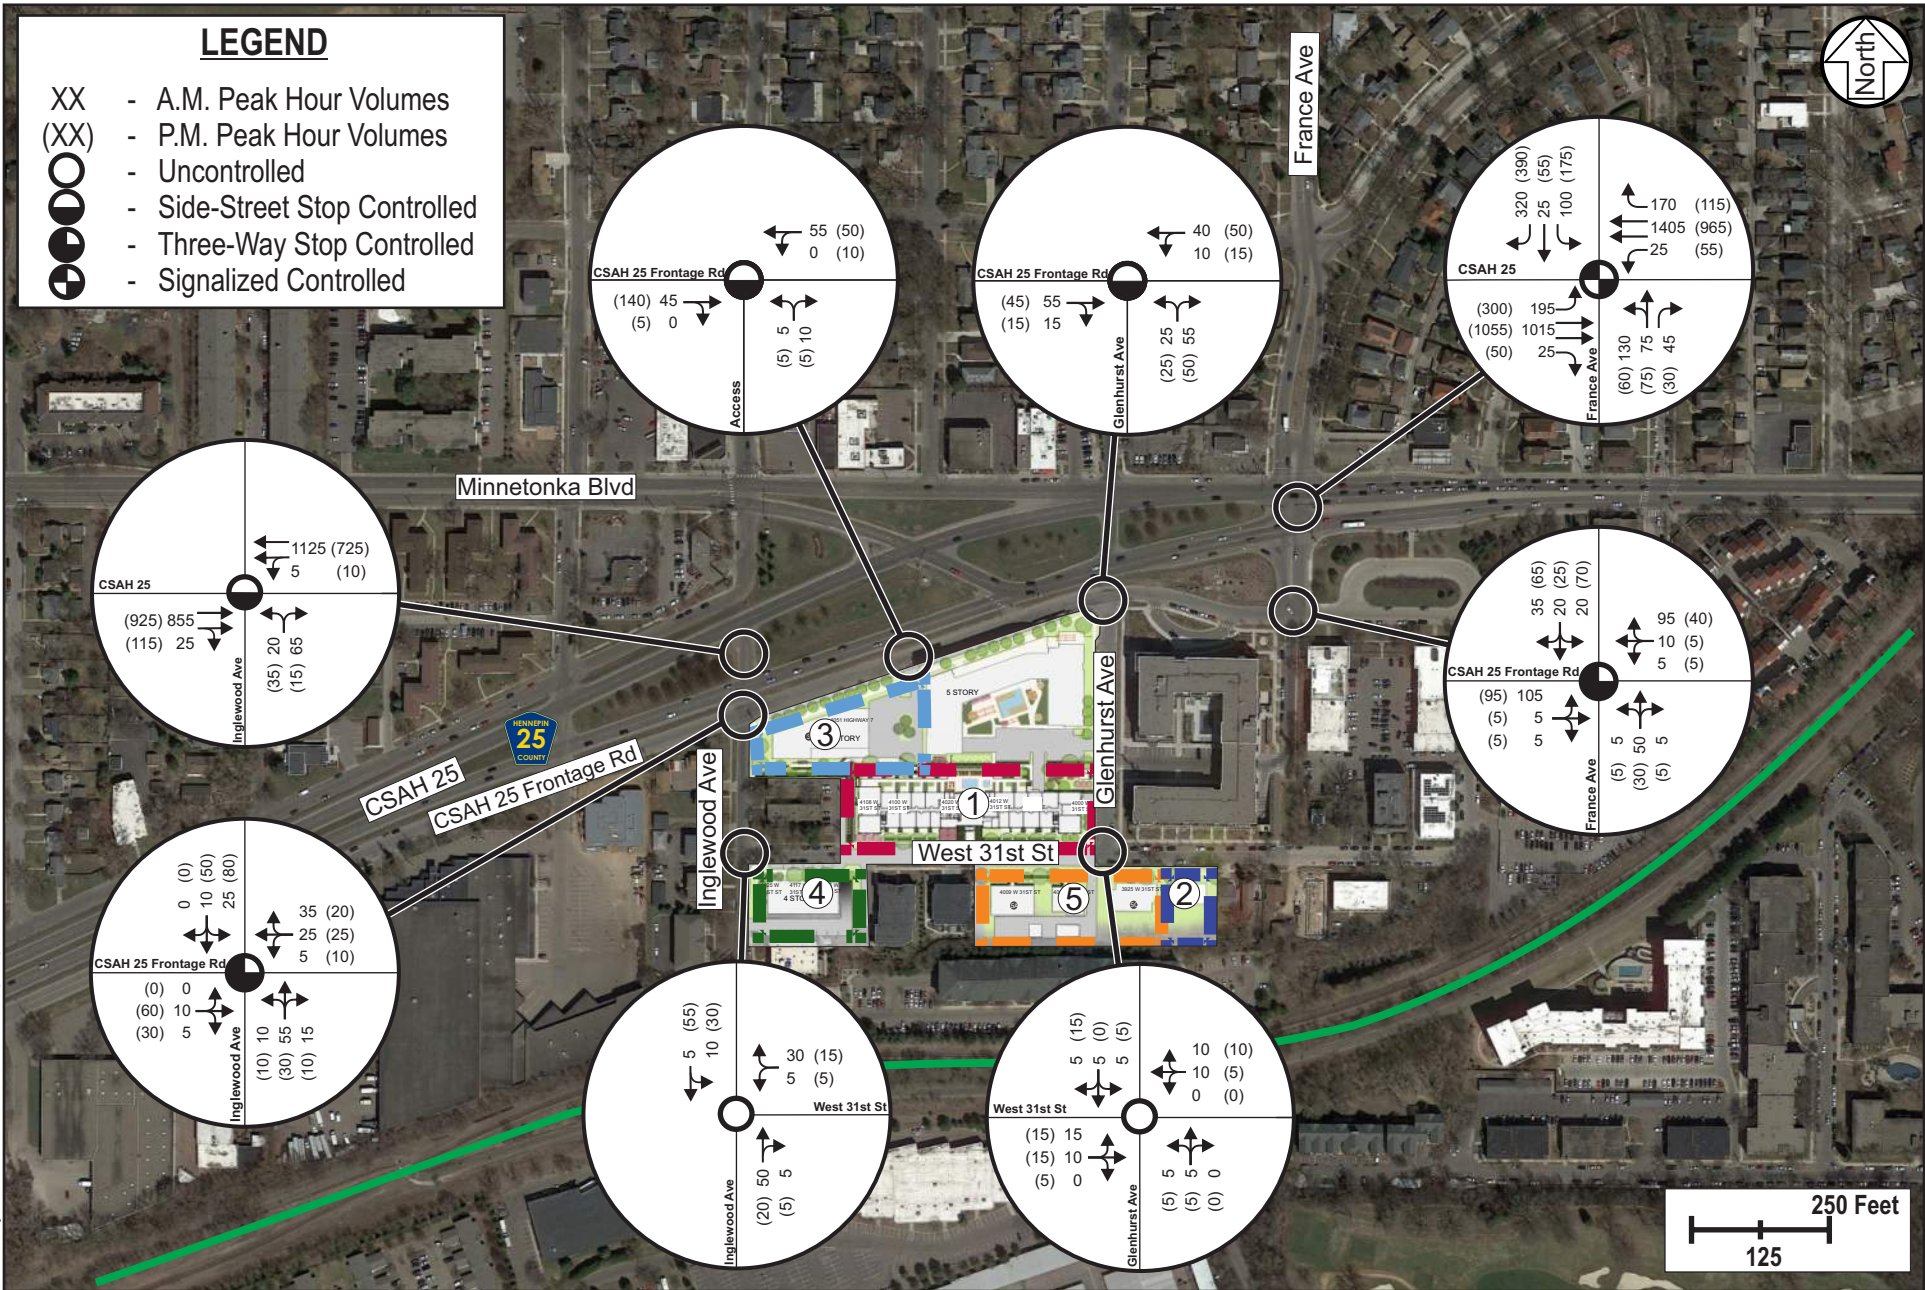 LEGEND
XX - A.M. Peak Hour Volumes
(XX) - P.M. Peak Hour Volumes
- Uncontrolled
- Side-Street Stop Controlled
- Three-Way Stop Controlled
- Signalized Controlled
North
France Ave
55 (50)
0 (10)
CSAH 25 Frontage Rd
(140) 45
(5) 0
(5) 5
(5) 10
Access
40 (50)
10 (15)
CSAH 25 Frontage Rd
(45) 55
(15) 15
(25) 25
(50) 55
Glenhurst Ave
320 (390)
25 (55)
100 (175)
170 (115)
1405 (965)
25 (55)
CSAH 25
(300) 195
(1055) 1015
(50) 25
(60) 130
(75) 75
(30) 45
France Ave
Minnetonka Blvd
1125 (725)
5 (10)
CSAH 25
(925) 855
(115) 25
(35) 20
(15) 65
Inglewood Ave
35 (65)
20 (25)
20 (70)
95 (40)
10 (5)
5 (5)
CSAH 25 Frontage Rd
(95) 105
(5) 5
(5) 5
(5) 5
(30) 50
(5) 5
France Ave
HENNEPIN
25
COUNTY
CSAH 25
CSAH 25 Frontage Rd
Inglewood Ave
Glenhurst Ave
West 31st St
5 STORY
3
1
4
5
2
4009 W 31ST ST
3925 W 31ST ST
0 (0)
10 (50)
25 (80)
35 (20)
25 (25)
5 (10)
CSAH 25 Frontage Rd
(0) 0
(60) 10
(30) 5
(10) 10
(30) 55
(10) 15
Inglewood Ave
5 (55)
10 (30)
30 (15)
5 (5)
West 31st St
(20) 50
(5) 5
Inglewood Ave
5 (15)
5 (0)
5 (5)
10 (10)
10 (5)
0 (0)
West 31st St
(15) 15
(15) 10
(5) 0
(5) 5
(5) 5
(0) 0
Glenhurst Ave
250 Feet
125